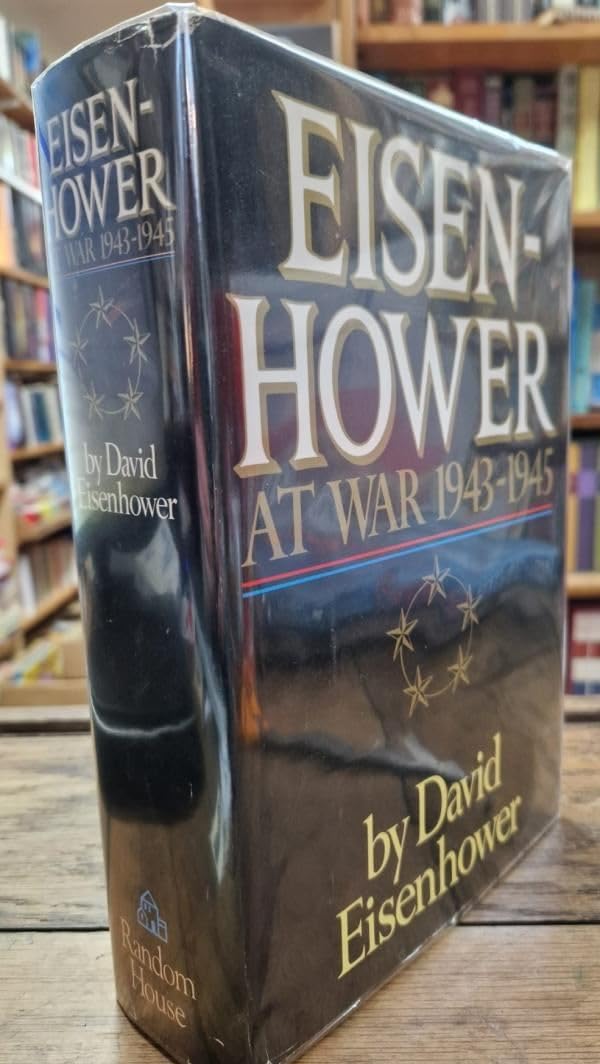 EISEN-
HOWER
WAR 1943-1945
by David
Eisenhower
Random
House
EISEN-
HOWER
AT WAR 1943-1945
by David
Eisenhower